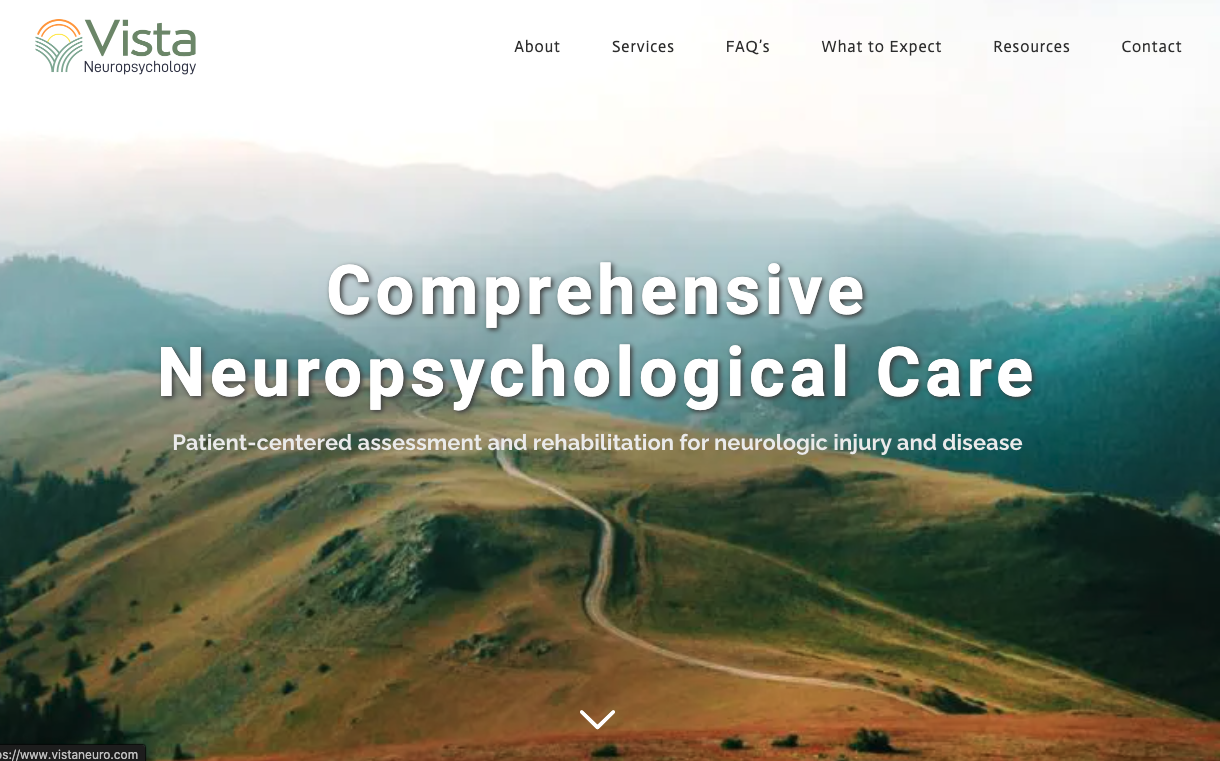 Vista
Neuropsychology
About Services FAQ's What to Expect Resources Contact
Comprehensive
Neuropsychological Care
Patient-centered assessment and rehabilitation for neurologic injury and disease
ps://www.vistaneuro.com